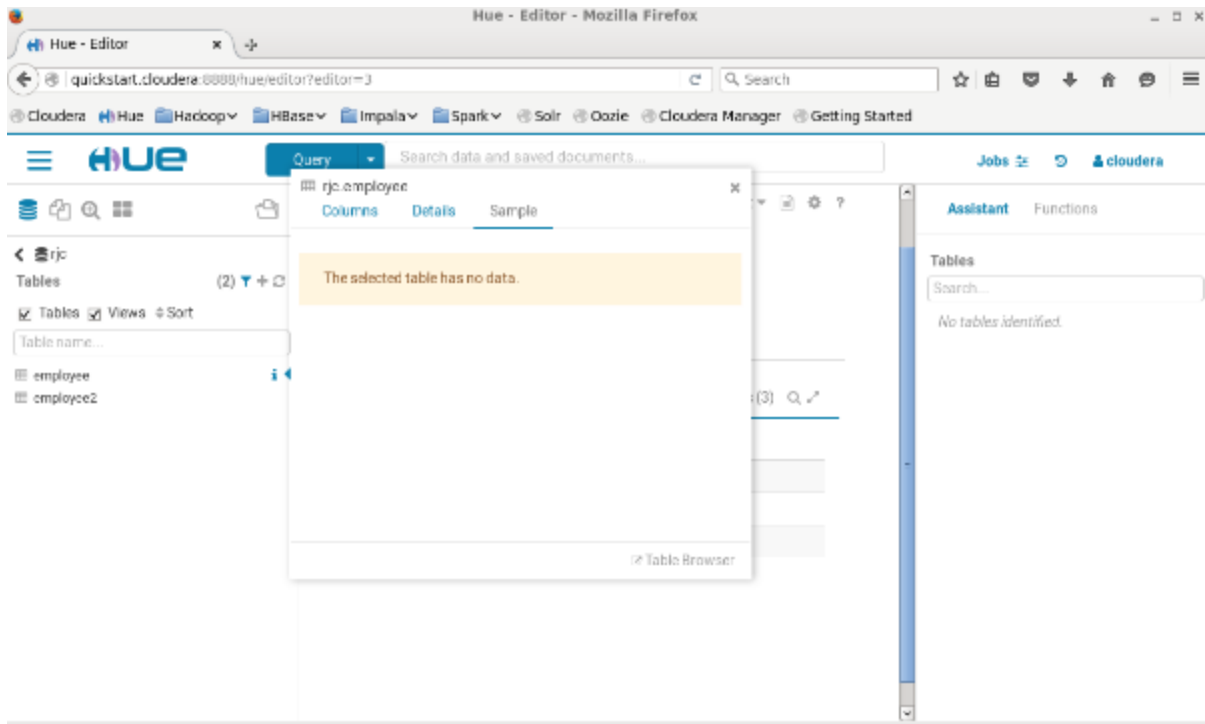 Hue - Editor - Mozilla Firefox
Hue - Editor
quickstart.cloudera:8888/hue/editor?editor=3
Search
Cloudera Hue Hadoop HBase Impala Spark Solr Oozie Cloudera Manager Getting Started
HUE Query Search data and saved documents... Jobs cloudera
rjc.employee
Columns Details Sample
? Assistant Functions
rjc
Tables (2)
The selected table has no data.
Tables
Search...
Tables Views Sort
No tables identified.
Table name...
employee
employee2
(3)
Table Browser